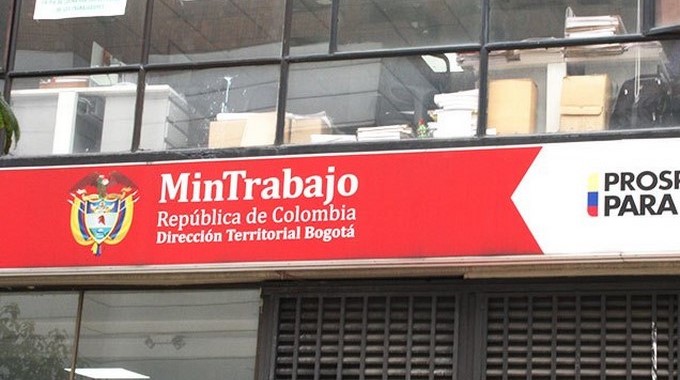 MinTrabajo
República de Colombia
Dirección Territorial Bogotá
PROSP
PARA